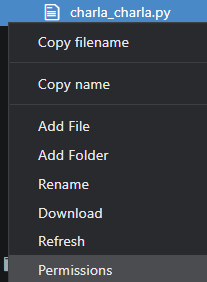 charla_charla.py
Copy filename
Copy name
Add File
Add Folder
Rename
Download
Refresh
Permissions